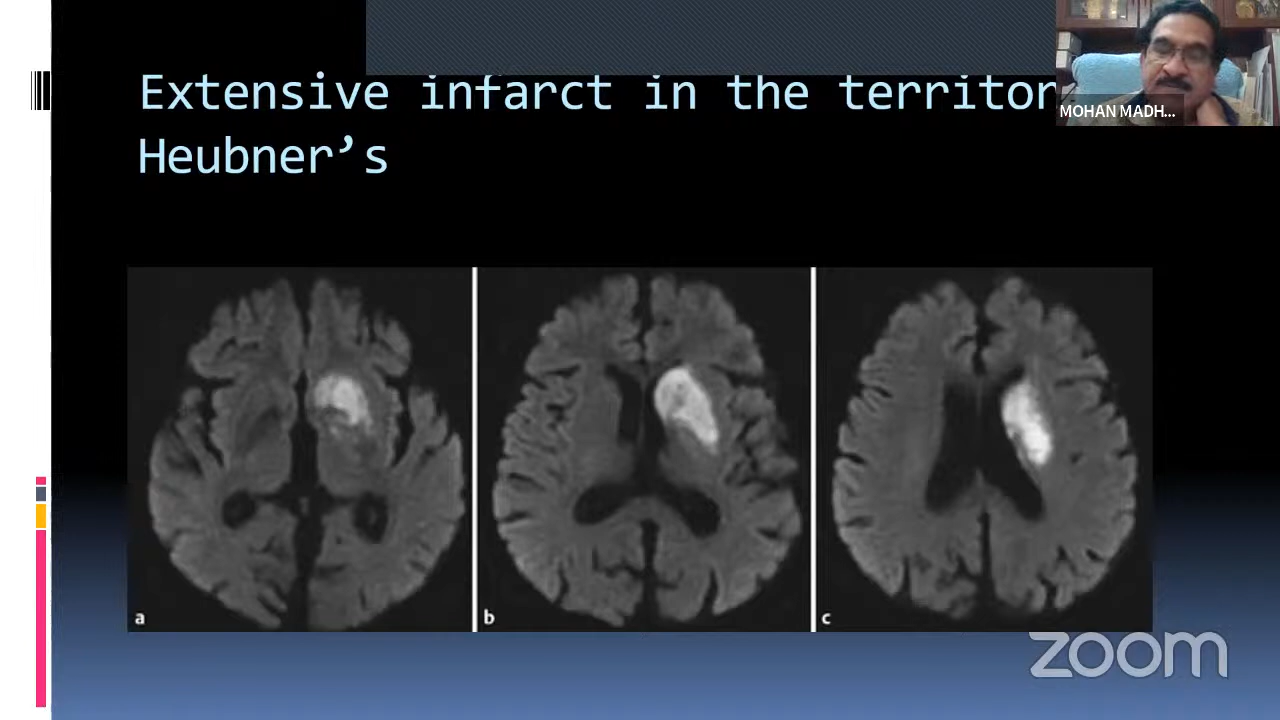 Extensive infarct in the territor
Heubner’s
MOHAN MADH...
a
b
c
zoom